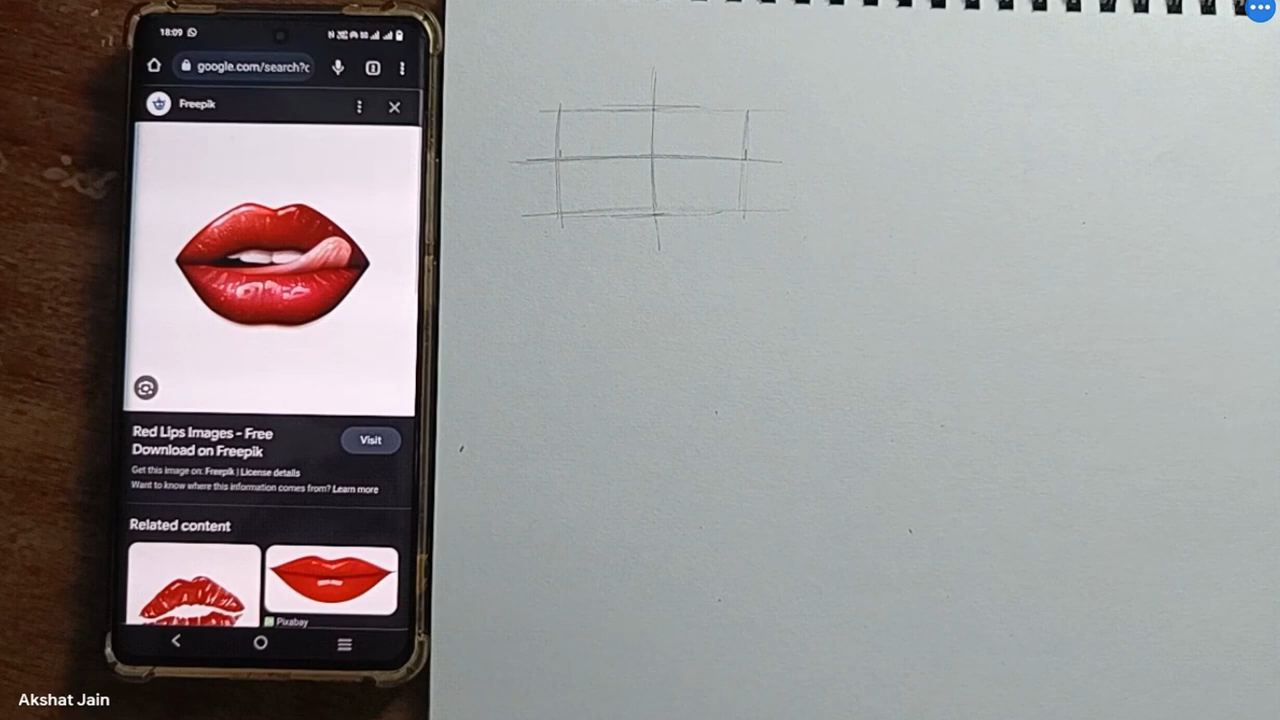 18:09
google.com/search?c
Freepik
Red Lips Images - Free
Download on Freepik
Visit
Get this image on: Freepik | License details
Want to know where this information comes from? Learn more
Related content
Pixabay
Akshat Jain